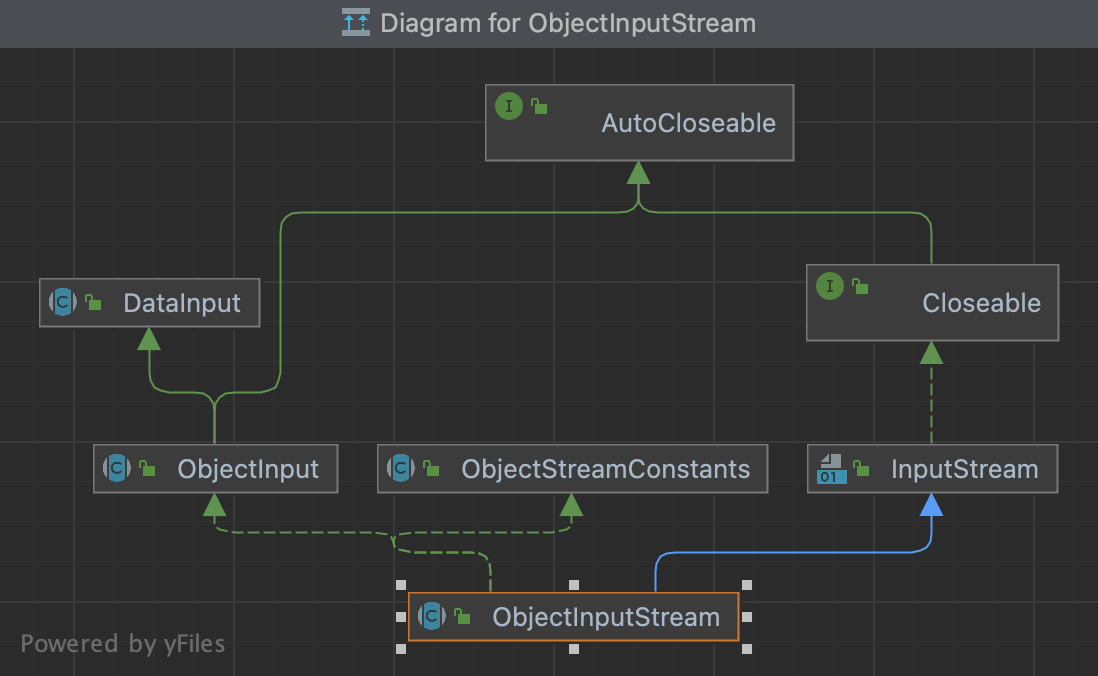 Diagram for ObjectInputStream
I
AutoCloseable
C
DataInput
I
Closeable
C
ObjectInput
C
ObjectStreamConstants
01
InputStream
C
ObjectInputStream
Powered by yFiles